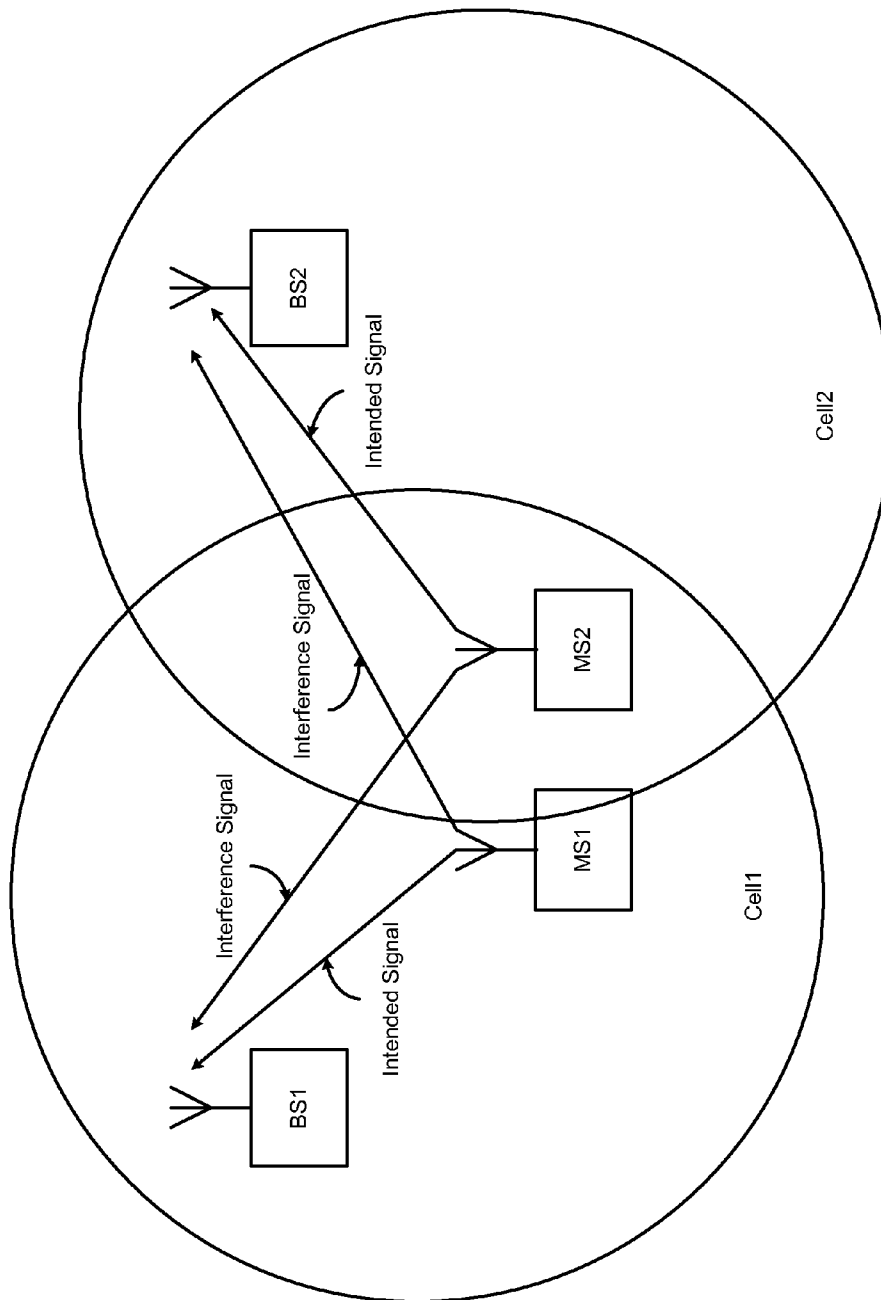 BS1
BS2
Intended Signal
Interference Signal
Interference Signal
Intended Signal
MS1
MS2
Cell1
Cell2